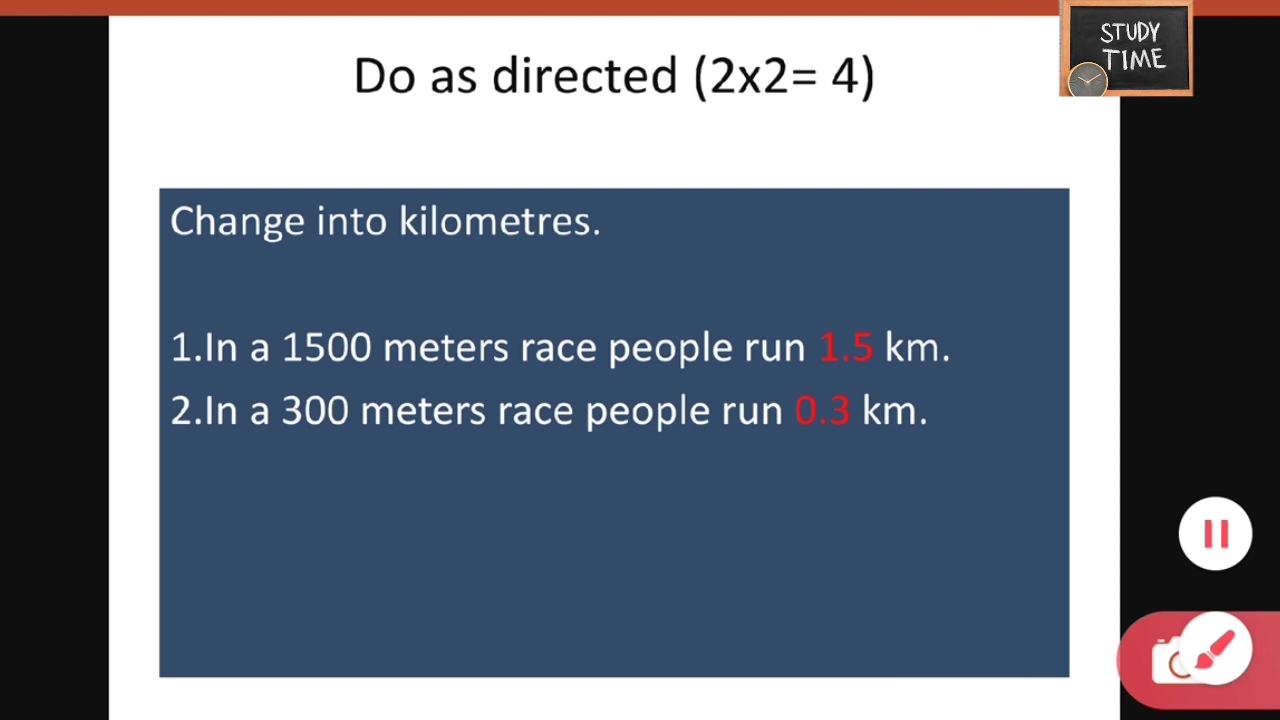 STUDY
TIME
Do as directed (2x2= 4)
Change into kilometres.
1.In a 1500 meters race people run 1.5 km.
2.In a 300 meters race people run 0.3 km.